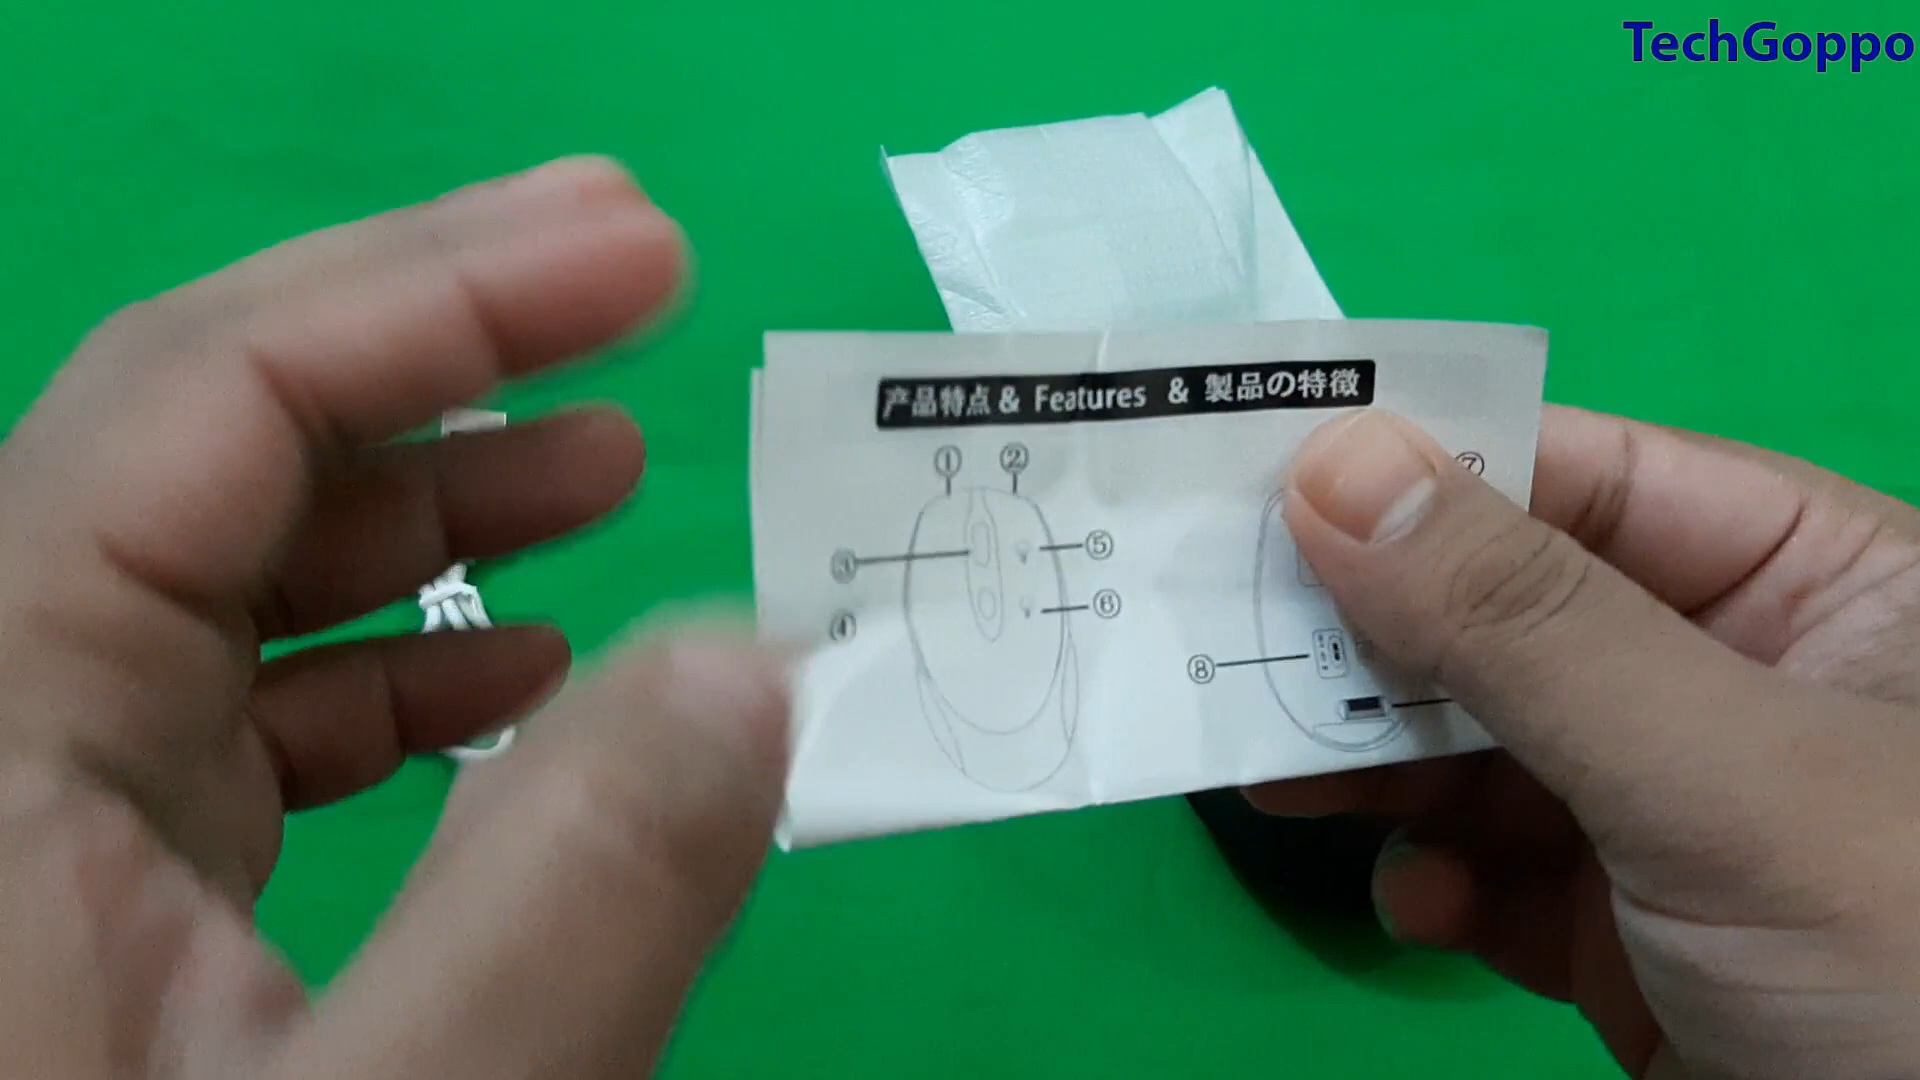 TechGoppo
产品特点 & Features & 製品の特徴
① ②
⑦
③ ⑤
④ ⑥
⑧